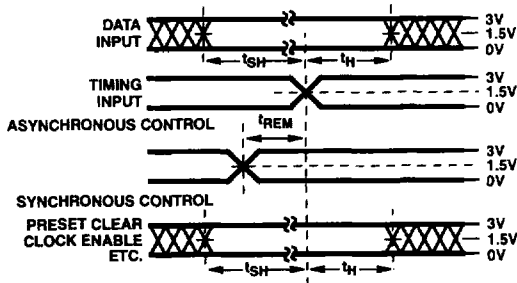 DATA INPUT
3V
1.5V
0V
tSH
tH
TIMING INPUT
3V
1.5V
0V
ASYNCHRONOUS CONTROL
tREM
3V
1.5V
0V
SYNCHRONOUS CONTROL
PRESET CLEAR
CLOCK ENABLE
ETC.
3V
1.5V
0V
tSH
tH